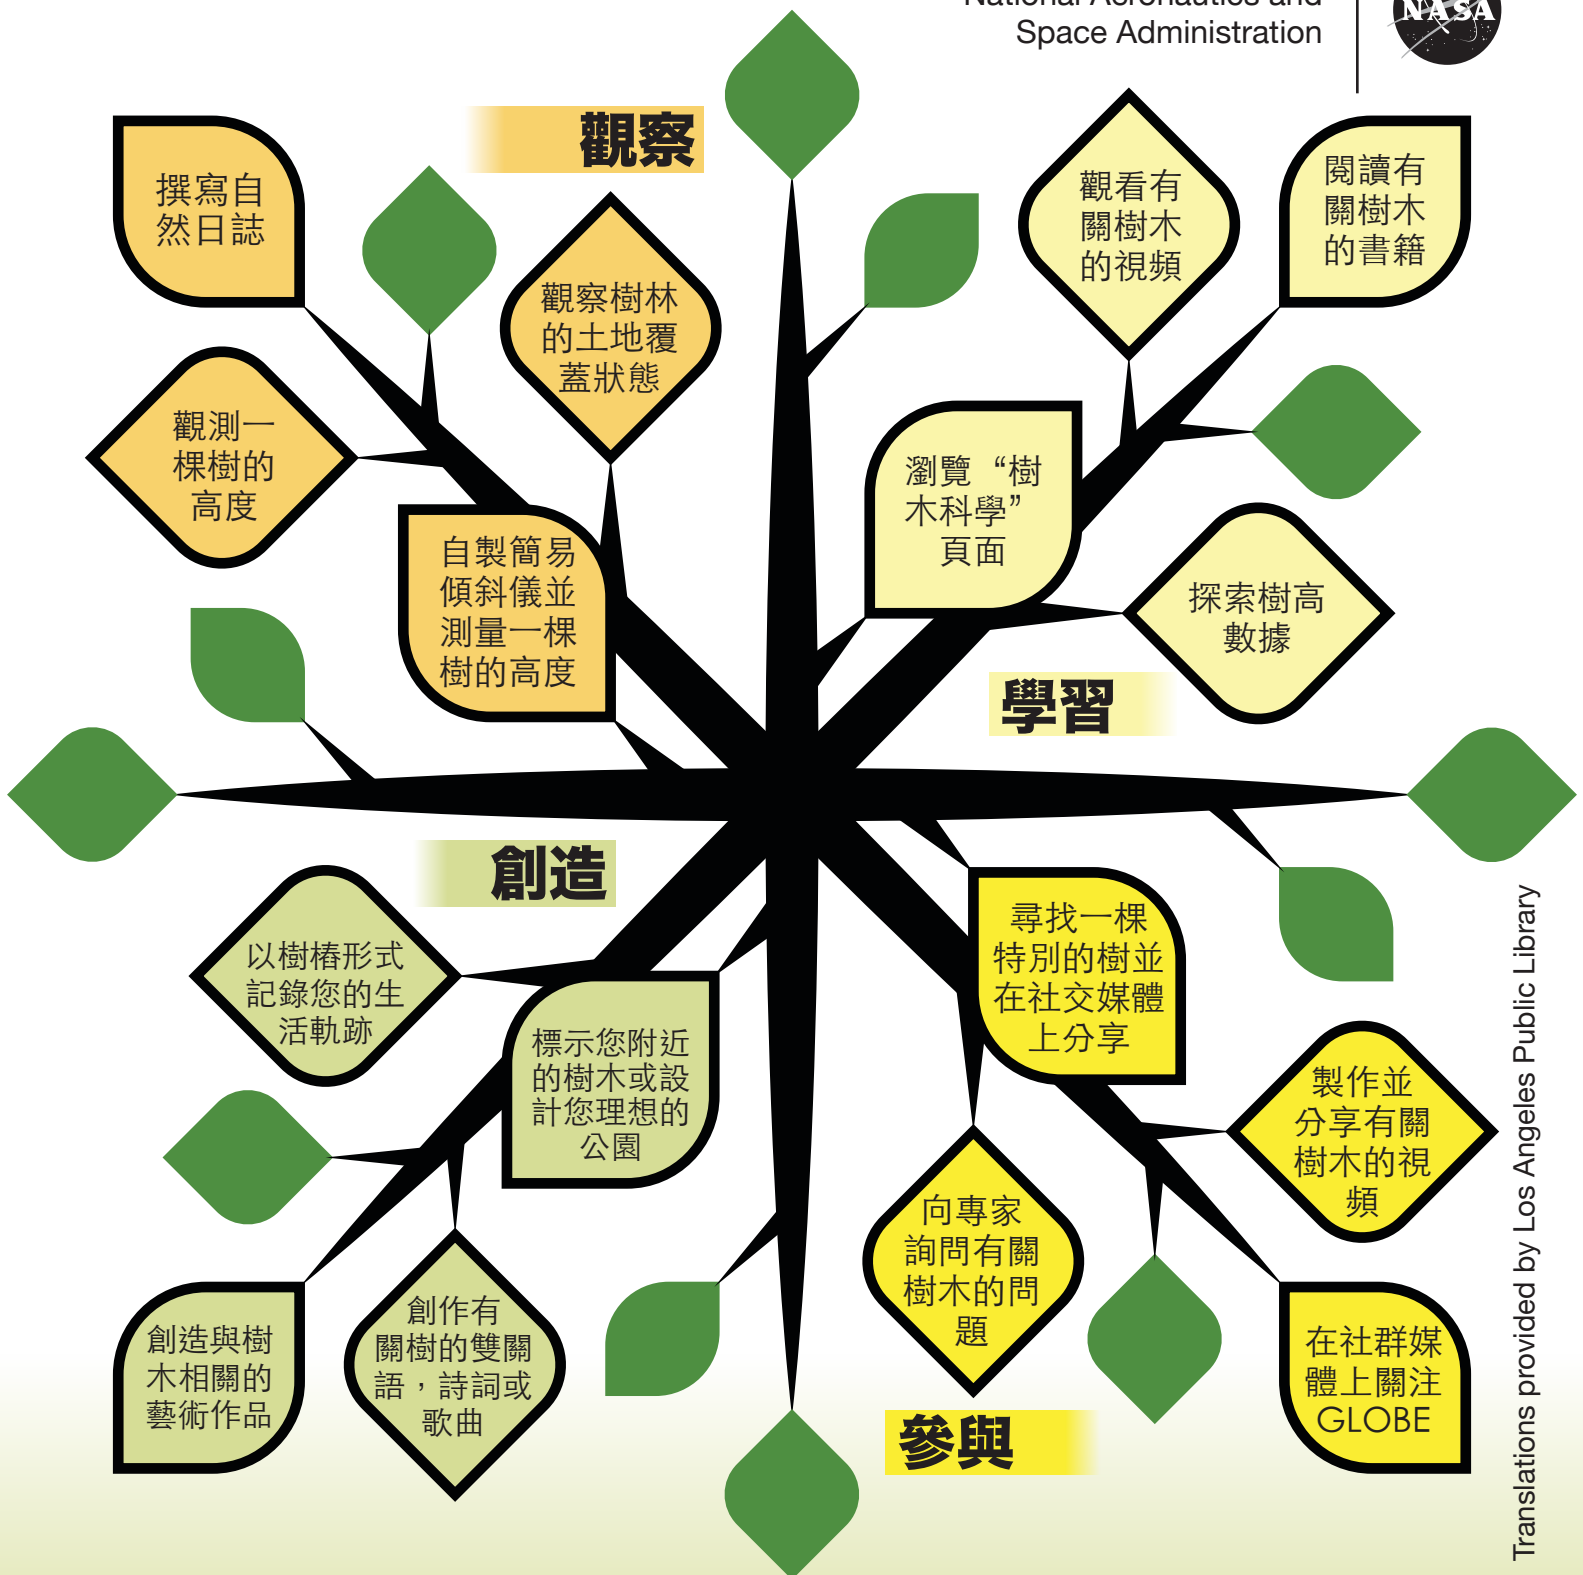 National Aeronautics and
Space Administration
NASA
觀察
撰寫自
然日誌
觀察樹林
的土地覆
蓋狀態
觀測一
棵樹的
高度
自製簡易
傾斜儀並
測量一棵
樹的高度
觀看有
關樹木
的視頻
閱讀有
關樹木
的書籍
瀏覽“樹
木科學”
頁面
探索樹高
數據
學習
創造
以樹樁形式
記錄您的生
活軌跡
標示您附近
的樹木或設
計您理想的
公園
創造與樹
木相關的
藝術作品
創作有
關樹的雙關
語，詩詞或
歌曲
尋找一棵
特別的樹並
在社交媒體
上分享
製作並
分享有關
樹木的視
頻
向專家
詢問有關
樹木的問
題
在社群媒
體上關注
GLOBE
參與
Translations provided by Los Angeles Public Library